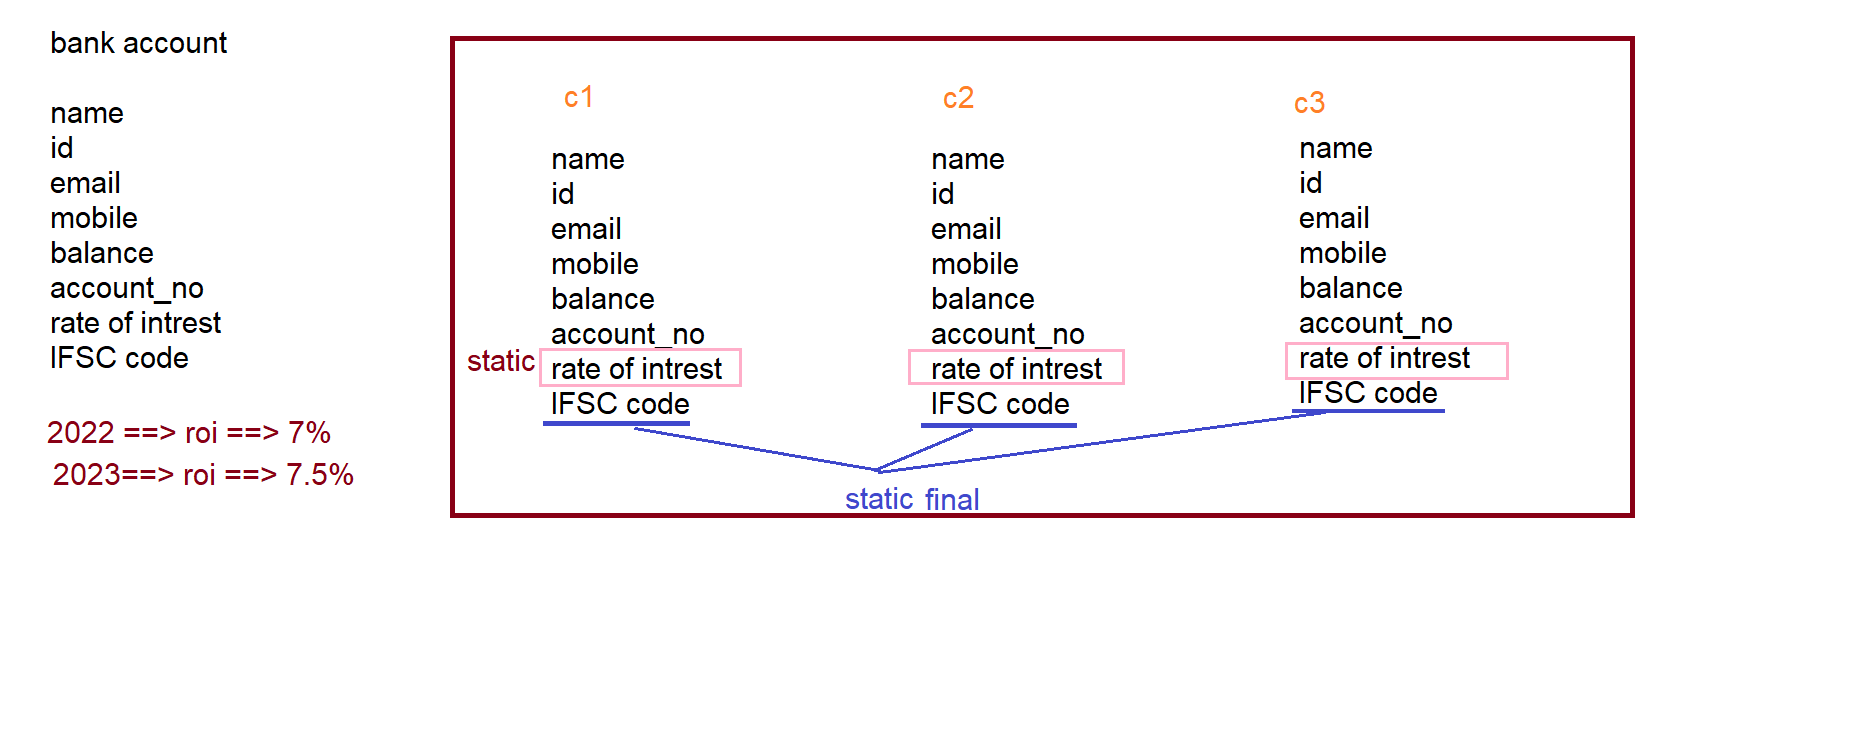 bank account
name
id
email
mobile
balance
account_no
rate of intrest
IFSC code
2022 ==> roi ==> 7%
2023==> roi ==> 7.5%
c1
name
id
email
mobile
balance
account_no
static
rate of intrest
IFSC code
c2
name
id
email
mobile
balance
account_no
rate of intrest
IFSC code
c3
name
id
email
mobile
balance
account_no
rate of intrest
IFSC code
static final